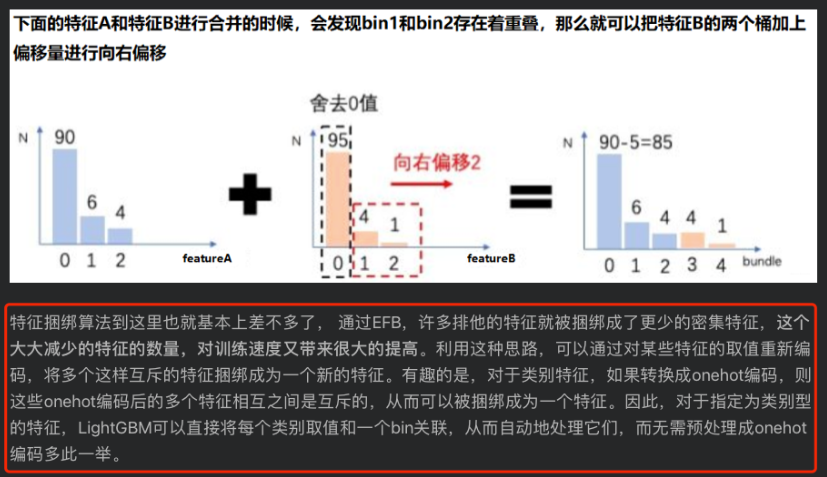 下面的特征A和特征B进行合并的时候，会发现bin1和bin2存在着重叠，那么就可以把特征B的两个桶加上
偏移量进行向右偏移
舍去0值
N
90
6
4
0
1
2
featureA
N
95
向右偏移2
4
1
0
1
2
featureB
N
90-5=85
6
4
4
1
0
1
2
3
4
bundle
特征捆绑算法到这里也就基本上差不多了， 通过EFB，许多排他的特征就被捆绑成了更少的密集特征，这个
大大减少的特征的数量，对训练速度又带来很大的提高。利用这种思路，可以通过对某些特征的取值重新编
码，将多个这样互斥的特征捆绑成为一个新的特征。有趣的是，对于类别特征，如果转换成onehot编码，则
这些onehot编码后的多个特征相互之间是互斥的，从而可以被捆绑成为一个特征。因此，对于指定为类别型
的特征，LightGBM可以直接将每个类别取值和一个bin关联，从而自动地处理它们，而无需预处理成onehot
编码多此一举。